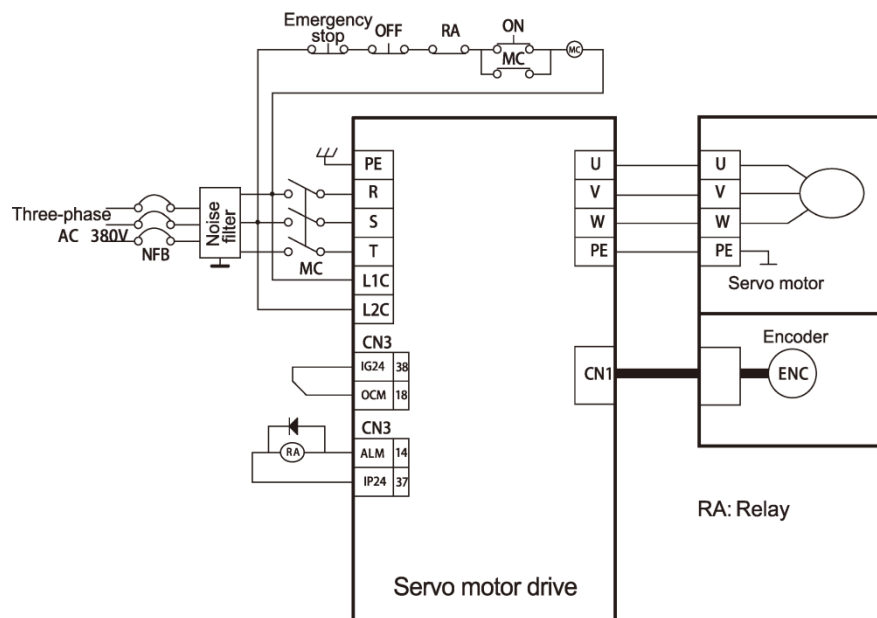 Emergency
stop
OFF
RA
ON
MC
MC
Three-phase
AC 380V
NFB
Noise
filter
MC
PE
R
S
T
L1C
L2C
CN3
IG24 38
OCM 18
CN3
ALM 14
IP24 37
RA
U
V
W
PE
CN1
U
V
W
PE
Servo motor
Encoder
ENC
RA: Relay
Servo motor drive